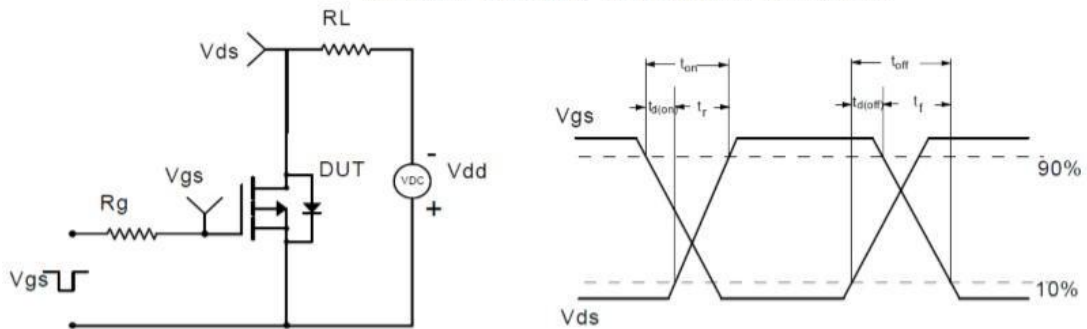 RL
Vds
ton
toff
td(on)
tr
td(off)
tf
Vgs
90%
DUT
Vgs
VDC
-
Vdd
+
Rg
Vgs
10%
Vds